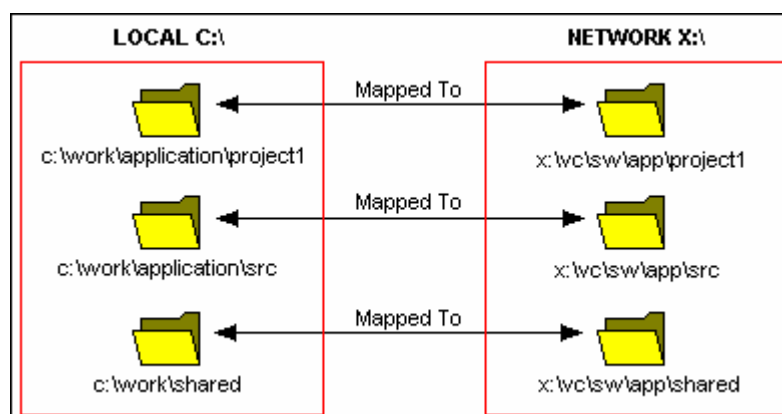 LOCAL C:\
NETWORK X:\
Mapped To
c:\work\application\project1
x:\vc\sw\app\project1
Mapped To
c:\work\application\src
x:\vc\sw\app\src
Mapped To
c:\work\shared
x:\vc\sw\app\shared